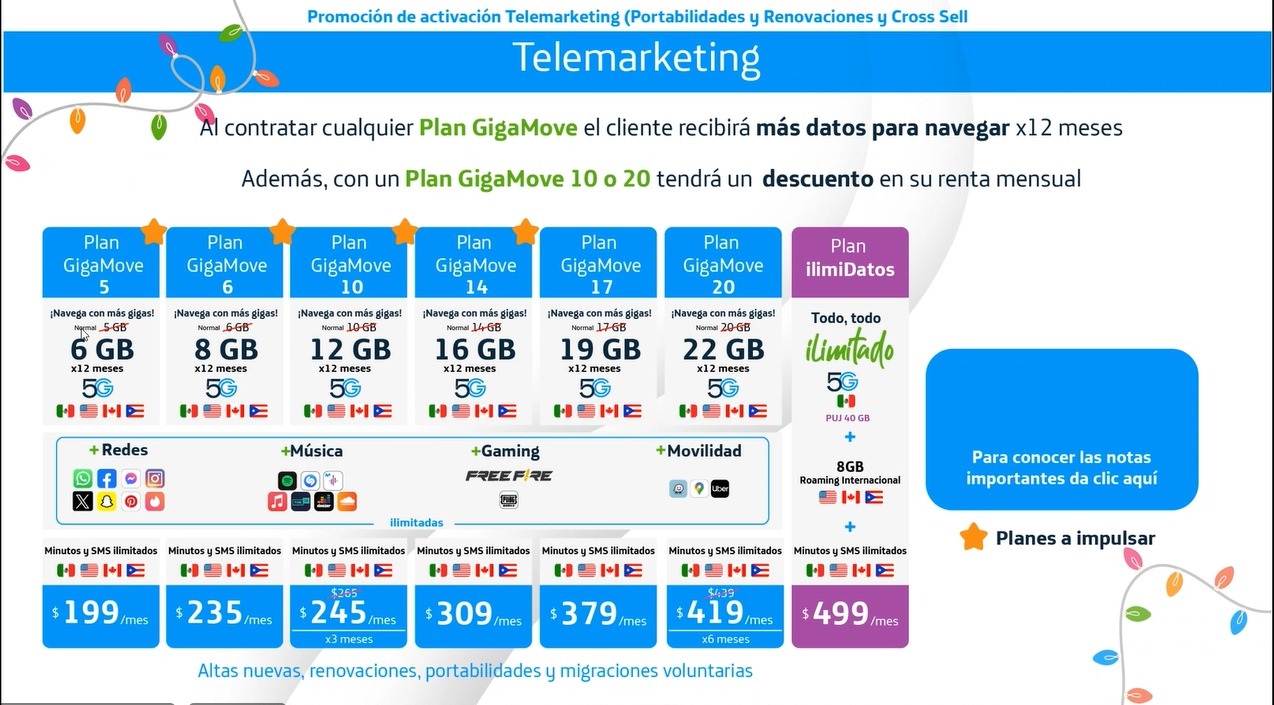 Promoción de activación Telemarketing (Portabilidades y Renovaciones y Cross Sell
Telemarketing
Al contratar cualquier Plan GigaMove el cliente recibirá más datos para navegar x12 meses
Además, con un Plan GigaMove 10 o 20 tendrá un descuento en su renta mensual
Plan GigaMove 5
¡Navega con más gigas!
Normal 5 GB
6 GB
x12 meses
5G
Plan GigaMove 6
¡Navega con más gigas!
Normal 6 GB
8 GB
x12 meses
5G
Plan GigaMove 10
¡Navega con más gigas!
Normal 10 GB
12 GB
x12 meses
5G
Plan GigaMove 14
¡Navega con más gigas!
Normal 14 GB
16 GB
x12 meses
5G
Plan GigaMove 17
¡Navega con más gigas!
Normal 17 GB
19 GB
x12 meses
5G
Plan GigaMove 20
¡Navega con más gigas!
Normal 20 GB
22 GB
x12 meses
5G
Plan
ilimiDatos
Todo, todo
ilimitado
5G
PUJ 40 GB
+
8GB
Roaming Internacional
+
Minutos y SMS ilimitados
$499/mes
+Redes
+Música
+Gaming
FREE FIRE
PUBG
+Movilidad
Uber
ilimitadas
Minutos y SMS ilimitados
$199/mes
Minutos y SMS ilimitados
$235/mes
Minutos y SMS ilimitados
$265
$245/mes
x3 meses
Minutos y SMS ilimitados
$309/mes
Minutos y SMS ilimitados
$379/mes
Minutos y SMS ilimitados
$439
$419/mes
x6 meses
Para conocer las notas
importantes da clic aquí
Planes a impulsar
Altas nuevas, renovaciones, portabilidades y migraciones voluntarias